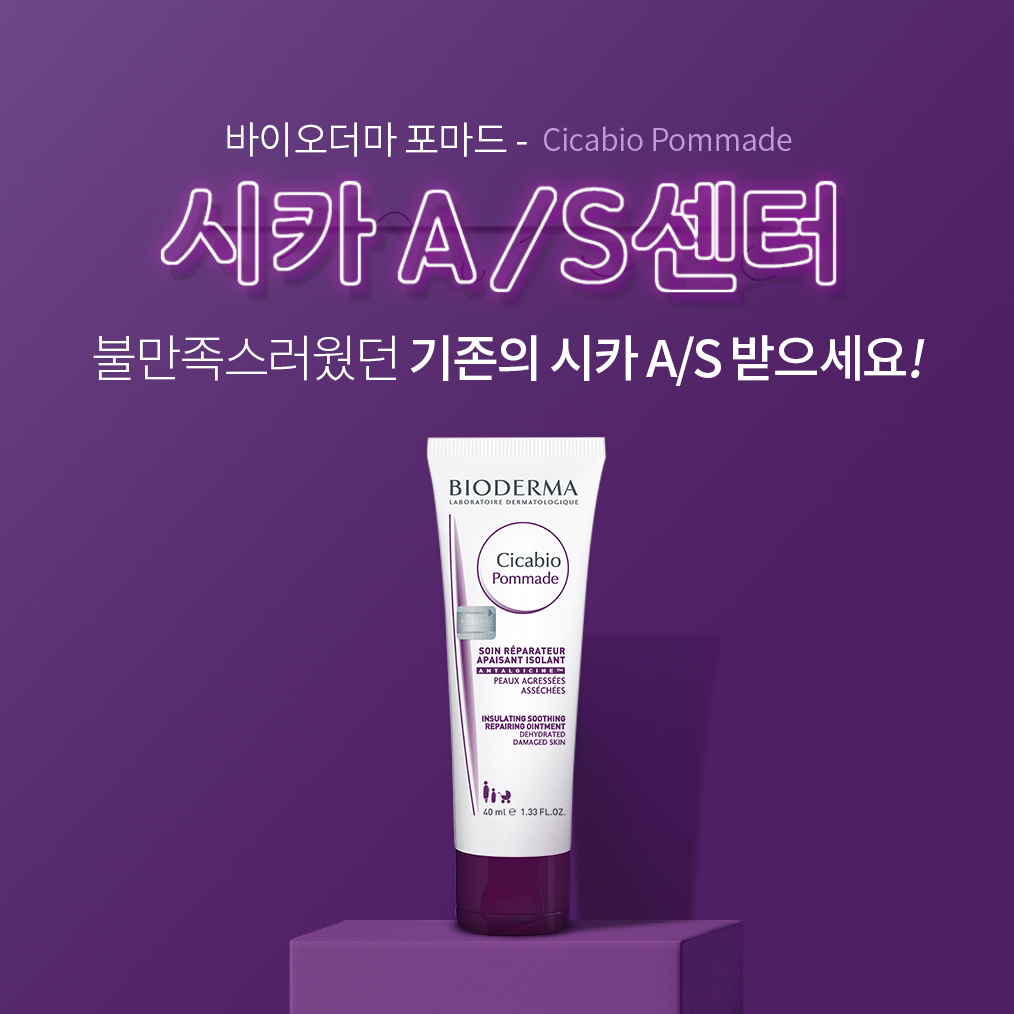 바이오더마 포마드 - Cicabio Pommade
시카 A/S센터
불만족스러웠던 기존의 시카 A/S 받으세요!
BIODERMA
LABORATOIRE DERMATOLOGIQUE
Cicabio
Pommade
SOIN RÉPARATEUR
APAISANT ISOLANT
ANTALGICINE™
PEAUX AGRESSÉES
ASSÉCHÉES
INSULATING SOOTHING
REPAIRING OINTMENT
DEHYDRATED
DAMAGED SKIN
40 ml ℮ 1.33 FL.OZ.